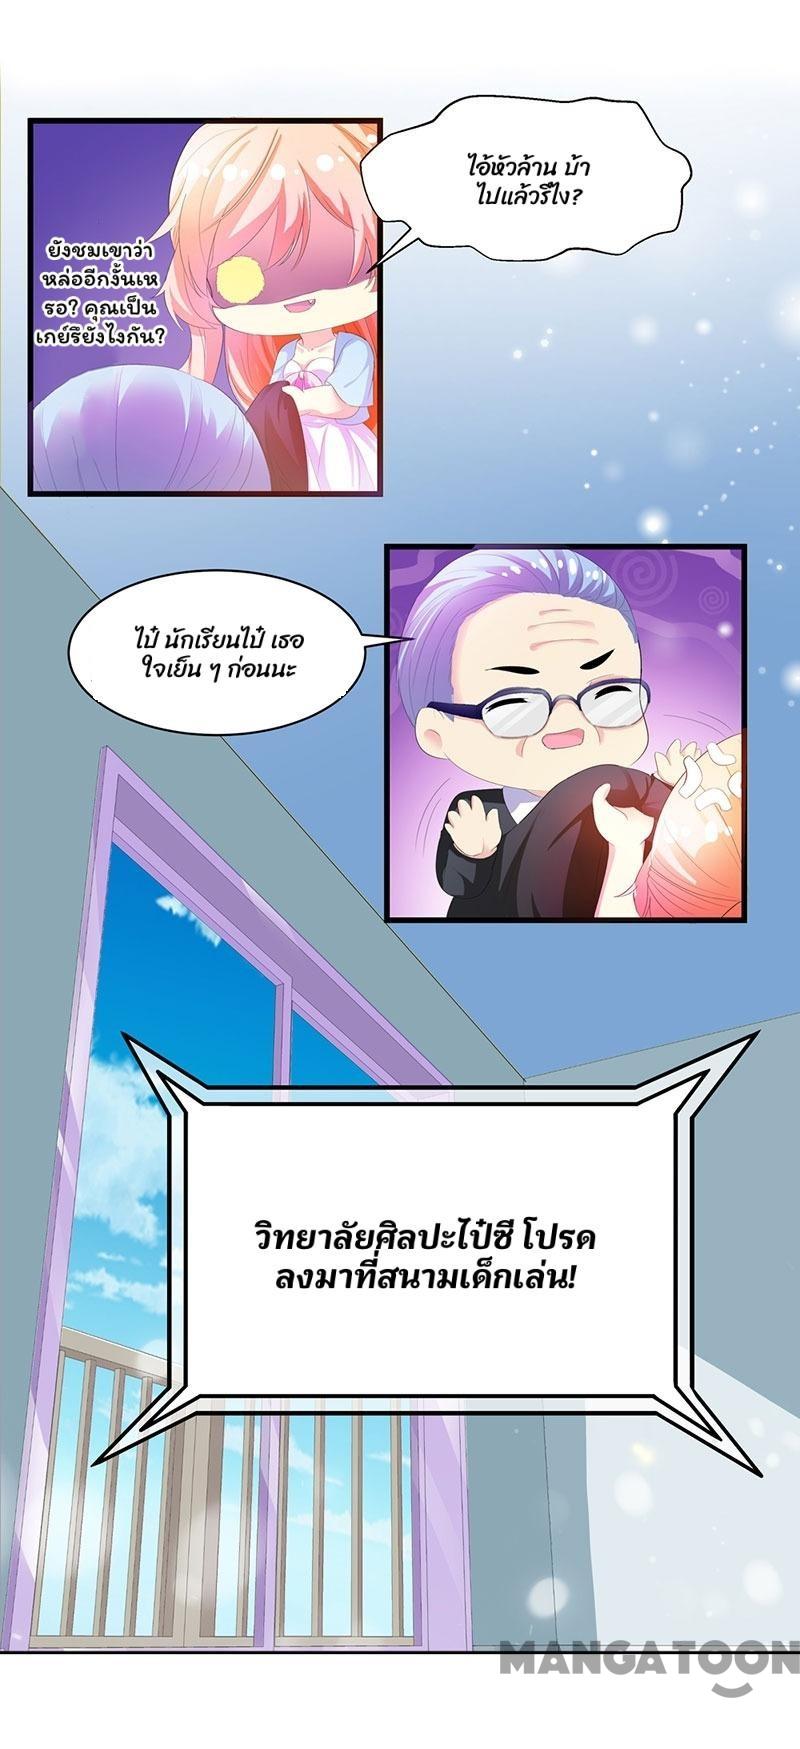 ไอ้หัวล้าน บ้า
ไปแล้วรึไง?
ยังชมเขาว่า
หล่ออีกงั้นเห
รอ? คุณเป็น
เกย์รึยังไงกัน?
ไป๋ นักเรียนไป๋ เธอ
ใจเย็น ๆ ก่อนนะ
วิทยาลัยศิลปะไป๋ซี โปรด
ลงมาที่สนามเด็กเล่น!
MANGATOON